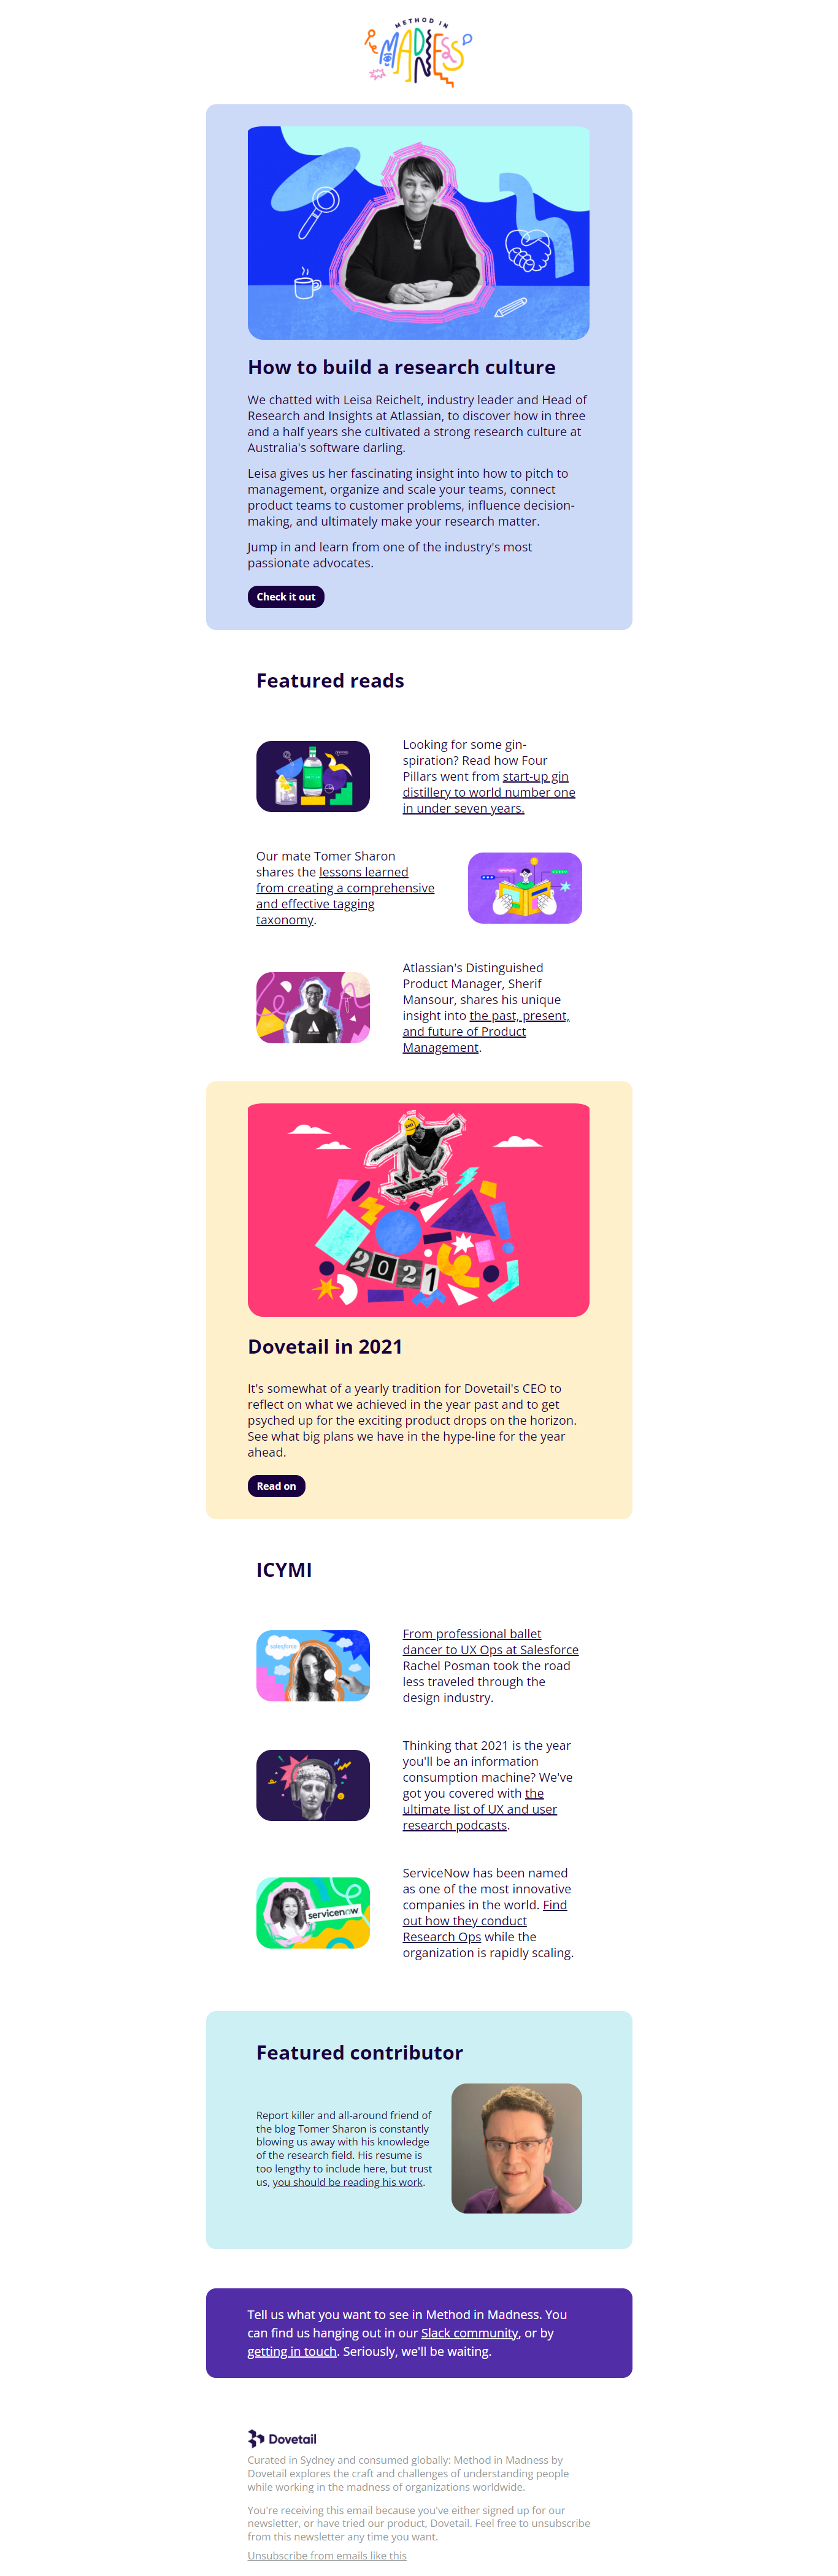 METHOD IN
MADNESS
How to build a research culture
We chatted with Leisa Reichelt, industry leader and Head of
Research and Insights at Atlassian, to discover how in three
and a half years she cultivated a strong research culture at
Australia's software darling.
Leisa gives us her fascinating insight into how to pitch to
management, organize and scale your teams, connect
product teams to customer problems, influence decision-
making, and ultimately make your research matter.
Jump in and learn from one of the industry's most
passionate advocates.
Check it out
Featured reads
Looking for some gin-
spiration? Read how Four
Pillars went from start-up gin
distillery to world number one
in under seven years.
Our mate Tomer Sharon
shares the lessons learned
from creating a comprehensive
and effective tagging
taxonomy.
Atlassian's Distinguished
Product Manager, Sherif
Mansour, shares his unique
insight into the past, present,
and future of Product
Management.
2021
Dovetail in 2021
It's somewhat of a yearly tradition for Dovetail's CEO to
reflect on what we achieved in the year past and to get
psyched up for the exciting product drops on the horizon.
See what big plans we have in the hype-line for the year
ahead.
Read on
ICYMI
salesforce
From professional ballet
dancer to UX Ops at Salesforce
Rachel Posman took the road
less traveled through the
design industry.
Thinking that 2021 is the year
you'll be an information
consumption machine? We've
got you covered with the
ultimate list of UX and user
research podcasts.
servicenow
ServiceNow has been named
as one of the most innovative
companies in the world. Find
out how they conduct
Research Ops while the
organization is rapidly scaling.
Featured contributor
Report killer and all-around friend of
the blog Tomer Sharon is constantly
blowing us away with his knowledge
of the research field. His resume is
too lengthy to include here, but trust
us, you should be reading his work.
Tell us what you want to see in Method in Madness. You
can find us hanging out in our Slack community, or by
getting in touch. Seriously, we'll be waiting.
Dovetail
Curated in Sydney and consumed globally: Method in Madness by
Dovetail explores the craft and challenges of understanding people
while working in the madness of organizations worldwide.
You're receiving this email because you've either signed up for our
newsletter, or have tried our product, Dovetail. Feel free to unsubscribe
from this newsletter any time you want.
Unsubscribe from emails like this